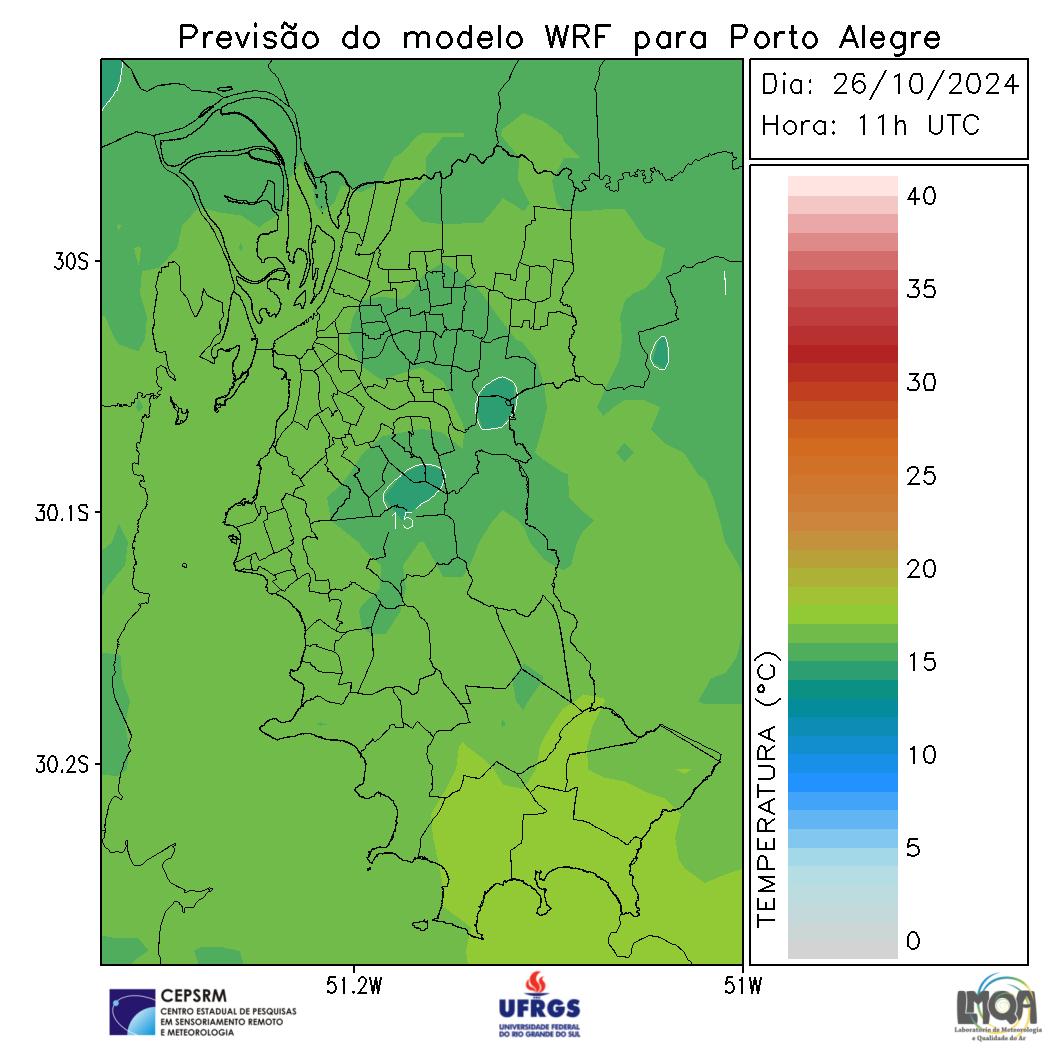 Previsão do modelo WRF para Porto Alegre
Dia: 26/10/2024
Hora: 11h UTC
40
35
30
25
20
15
10
5
0
TEMPERATURA (°C)
30S
30.1S
30.2S
51.2W
51W
15
CEPSRM
CENTRO ESTADUAL DE PESQUISAS
EM SENSORIAMENTO REMOTO
E METEOROLOGIA
UFRGS
UNIVERSIDADE FEDERAL
DO RIO GRANDE DO SUL
LMQA
Laboratório de Meteorologia
e Qualidade do Ar